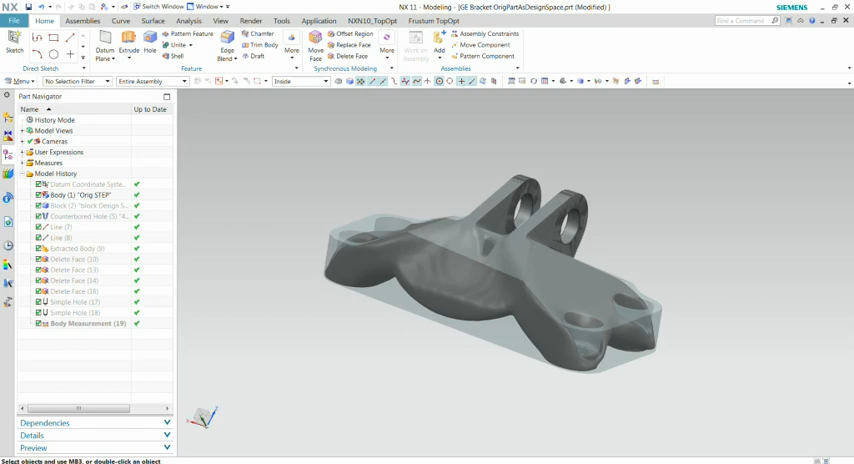 NX
Switch Window
Window
NX 11 - Modeling - [GE Bracket OrigPartAsDesignSpace.prt (Modified) ]
SIEMENS
File
Home
Assemblies
Curve
Surface
Analysis
View
Render
Tools
Application
NXN10_TopOpt
Frustum TopOpt
Find a Command
Sketch
Direct Sketch
Datum Plane
Extrude
Hole
Pattern Feature
Unite
Shell
Edge Blend
Chamfer
Trim Body
Draft
More
Feature
Move Face
Offset Region
Replace Face
Delete Face
More
Synchronous Modeling
Work on Assembly
Add
Assembly Constraints
Move Component
Pattern Component
Assemblies
Menu
No Selection Filter
Entire Assembly
Inside
Part Navigator
Name
Up to Date
History Mode
Model Views
Cameras
User Expressions
Measures
Model History
Datum Coordinate Syste...
Body (1) "Orig STEP"
Block (2) "block Design S...
Counterbored Hole (5) "4...
Line (7)
Line (8)
Extracted Body (9)
Delete Face (10)
Delete Face (13)
Delete Face (14)
Delete Face (16)
Simple Hole (17)
Simple Hole (18)
Body Measurement (19)
Dependencies
Details
Preview
Select objects and use MB3, or double-click an object